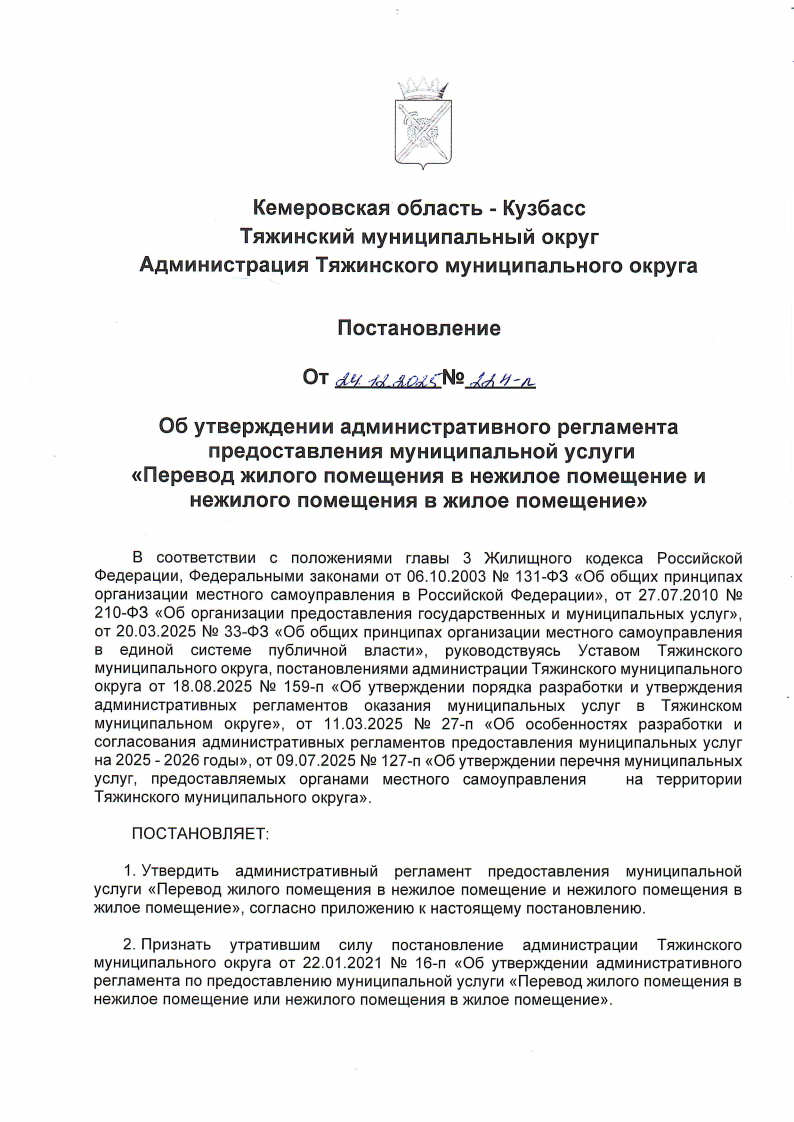 Кемеровская область - Кузбасс
Тяжинский муниципальный округ
Администрация Тяжинского муниципального округа
Постановление
От 24.12.2025 № 224-п
Об утверждении административного регламента
предоставления муниципальной услуги
«Перевод жилого помещения в нежилое помещение и
нежилого помещения в жилое помещение»
В соответствии с положениями главы 3 Жилищного кодекса Российской
Федерации, Федеральными законами от 06.10.2003 № 131-ФЗ «Об общих принципах
организации местного самоуправления в Российской Федерации», от 27.07.2010 №
210-ФЗ «Об организации предоставления государственных и муниципальных услуг»,
от 20.03.2025 № 33-ФЗ «Об общих принципах организации местного самоуправления
в единой системе публичной власти», руководствуясь Уставом Тяжинского
муниципального округа, постановлениями администрации Тяжинского муниципального
округа от 18.08.2025 № 159-п «Об утверждении порядка разработки и утверждения
административных регламентов оказания муниципальных услуг в Тяжинском
муниципальном округе», от 11.03.2025 № 27-п «Об особенностях разработки и
согласования административных регламентов предоставления муниципальных услуг
на 2025 - 2026 годы», от 09.07.2025 № 127-п «Об утверждении перечня муниципальных
услуг, предоставляемых органами местного самоуправления на территории
Тяжинского муниципального округа».
ПОСТАНОВЛЯЕТ:
1. Утвердить административный регламент предоставления муниципальной
услуги «Перевод жилого помещения в нежилое помещение и нежилого помещения в
жилое помещение», согласно приложению к настоящему постановлению.
2. Признать утратившим силу постановление администрации Тяжинского
муниципального округа от 22.01.2021 № 16-п «Об утверждении административного
регламента по предоставлению муниципальной услуги «Перевод жилого помещения в
нежилое помещение или нежилого помещения в жилое помещение».